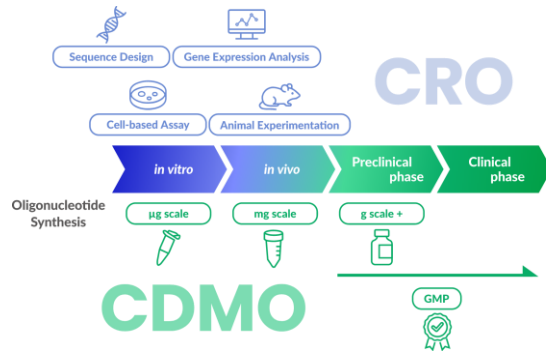 Sequence Design
Gene Expression Analysis
CRO
Cell-based Assay
Animal Experimentation
in vitro
in vivo
Preclinical
phase
Clinical
phase
Oligonucleotide
Synthesis
µg scale
mg scale
g scale +
CDMO
GMP